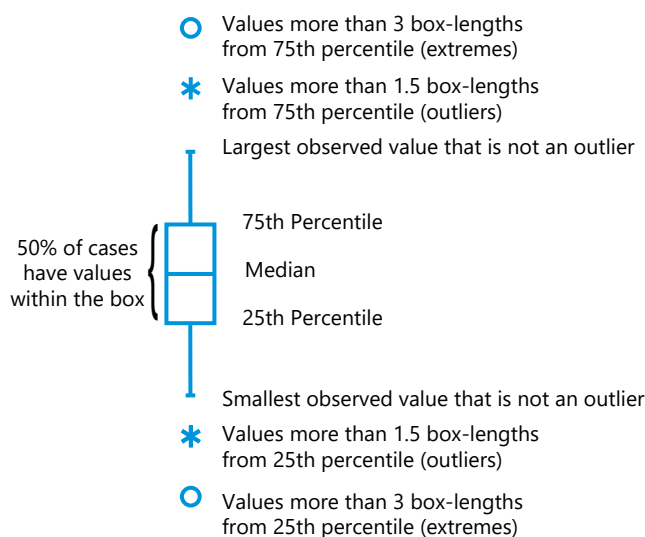 Values more than 3 box-lengths
from 75th percentile (extremes)
Values more than 1.5 box-lengths
from 75th percentile (outliers)
Largest observed value that is not an outlier
75th Percentile
50% of cases
have values
within the box
Median
25th Percentile
Smallest observed value that is not an outlier
Values more than 1.5 box-lengths
from 25th percentile (outliers)
Values more than 3 box-lengths
from 25th percentile (extremes)